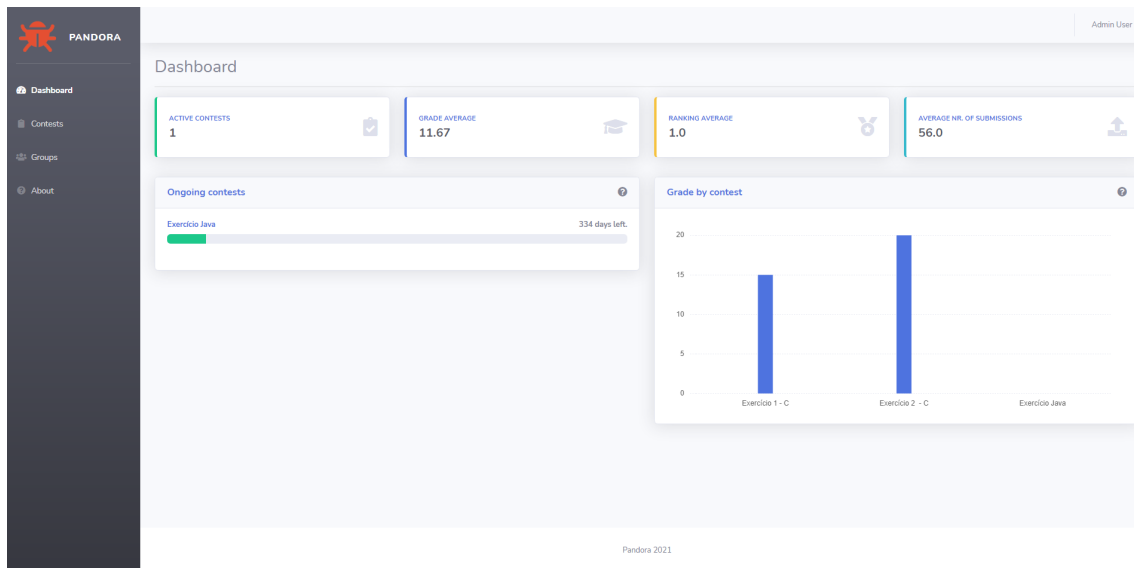 PANDORA
Admin User
Dashboard
Contests
Groups
About
Dashboard
ACTIVE CONTESTS
1
GRADE AVERAGE
11.67
RANKING AVERAGE
1.0
AVERAGE NR. OF SUBMISSIONS
56.0
Ongoing contests
Exercício Java 334 days left.
Grade by contest
20
15
10
5
0
Exercício 1 - C Exercício 2 - C Exercício Java
Pandora 2021